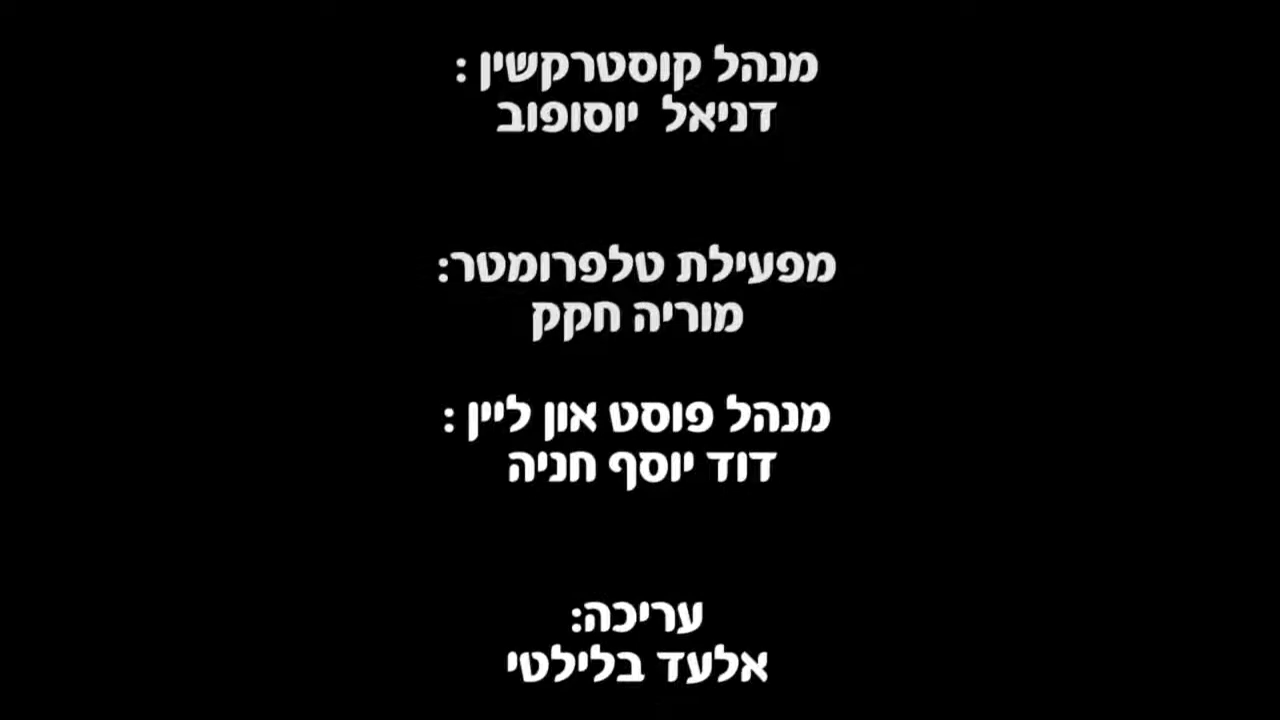 מנהל קוסטרקשין :
דניאל יוסופוב
מפעילת טלפרומטר:
מוריה חקק
מנהל פוסט און ליין :
דוד יוסף חניה
עריכה:
אלעד בלילטי